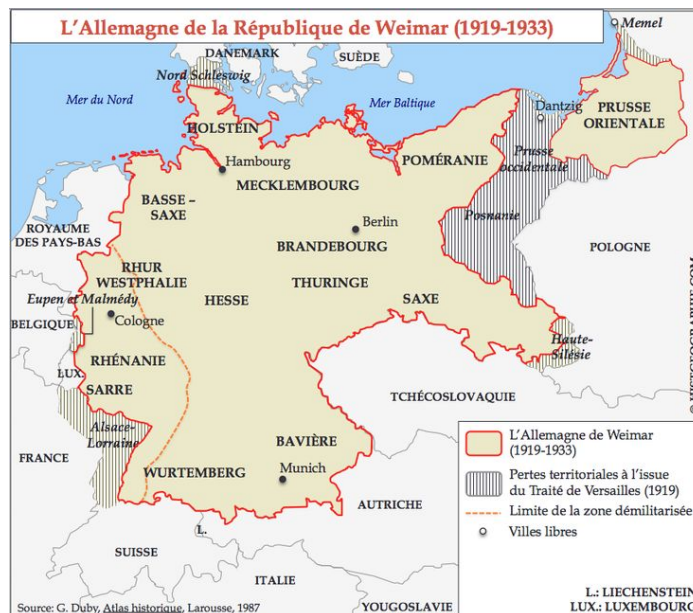 L'Allemagne de la République de Weimar (1919-1933)
Memel
DANEMARK
SUÈDE
Nord Schleswig
Mer du Nord
Mer Baltique
Dantzig
PRUSSE
ORIENTALE
HOLSTEIN
Hambourg
POMÉRANIE
Prusse
occidentale
MECKLEMBOURG
BASSE –
SAXE
Posnanie
ROYAUME
DES PAYS-BAS
Berlin
BRANDEBOURG
POLOGNE
RHUR
WESTPHALIE
THURINGE
HESSE
SAXE
Eupen et Malmédy
BELGIQUE
Cologne
Haute-
Silésie
RHÉNANIE
LUX.
SARRE
TCHÉCOSLOVAQUIE
Alsace-
Lorraine
BAVIÈRE
FRANCE
WURTEMBERG
Munich
AUTRICHE
L.
SUISSE
ITALIE
YOUGOSLAVIE
L'Allemagne de Weimar
(1919-1933)
Pertes territoriales à l'issue
du Traité de Versailles (1919)
Limite de la zone démilitarisée
Villes libres
L.: LIECHENSTEIN
LUX.: LUXEMBOURG
Source: G. Duby, Atlas historique, Larousse, 1987